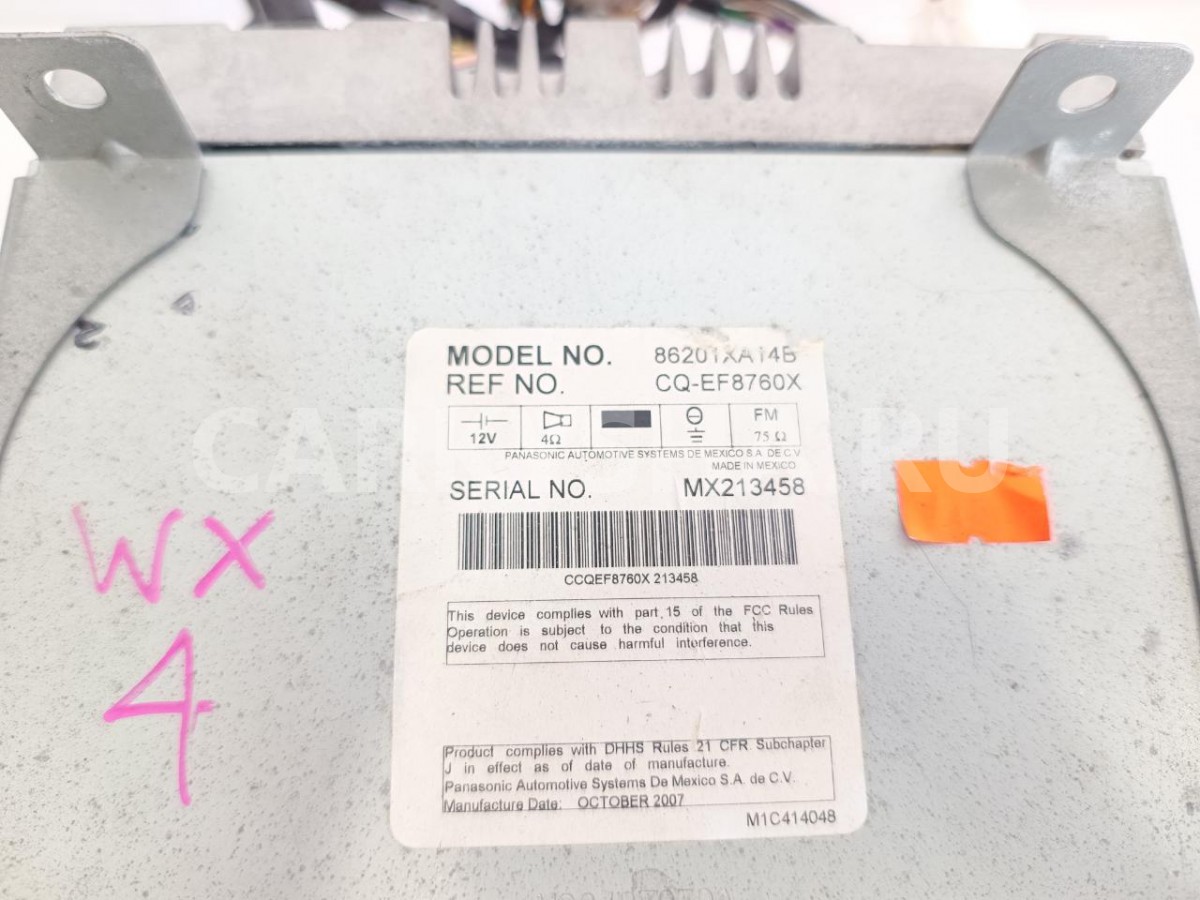 MODEL NO. 86201XA14B
REF NO. CQ-EF8760X
12V 4Ω FM 75 Ω
PANASONIC AUTOMOTIVE SYSTEMS DE MEXICO S.A. DE C.V
MADE IN MEXICO
SERIAL NO. MX213458
CCQEF8760X 213458
This device complies with part 15 of the FCC Rules
Operation is subject to the condition that this
device does not cause harmful interference.
Product complies with DHHS Rules 21 CFR Subchapter
J in effect as of date of manufacture.
Panasonic Automotive Systems De Mexico S.A. de C.V.
Manufacture Date: OCTOBER 2007
M1C414048
WX
4